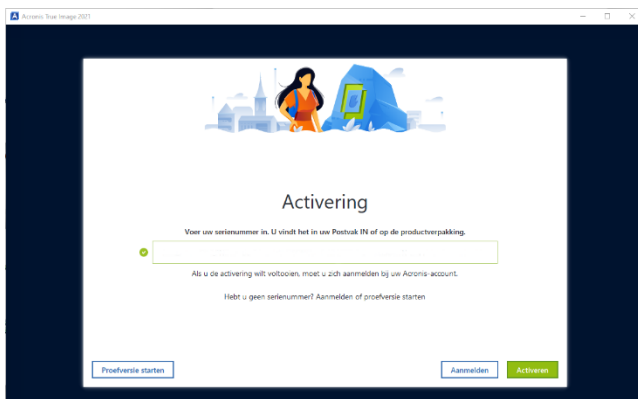 Acronis True Image 2021
Activering
Voer uw serienummer in. U vindt het in uw Postvak IN of op de productverpakking.
Als u de activering wilt voltooien, moet u zich aanmelden bij uw Acronis-account.
Hebt u geen serienummer? Aanmelden of proefversie starten
Proefversie starten
Aanmelden
Activeren